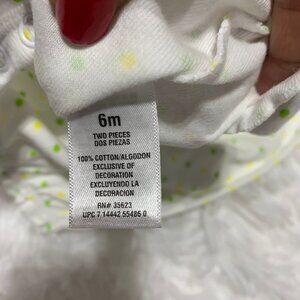 6m
TWO PIECES
DOS PIEZAS
100% COTTON/ALGODON
EXCLUSIVE OF
DECORATION
EXCLUYENDO LA
DECORACION
RN# 35623
UPC 7 14442 55486 0